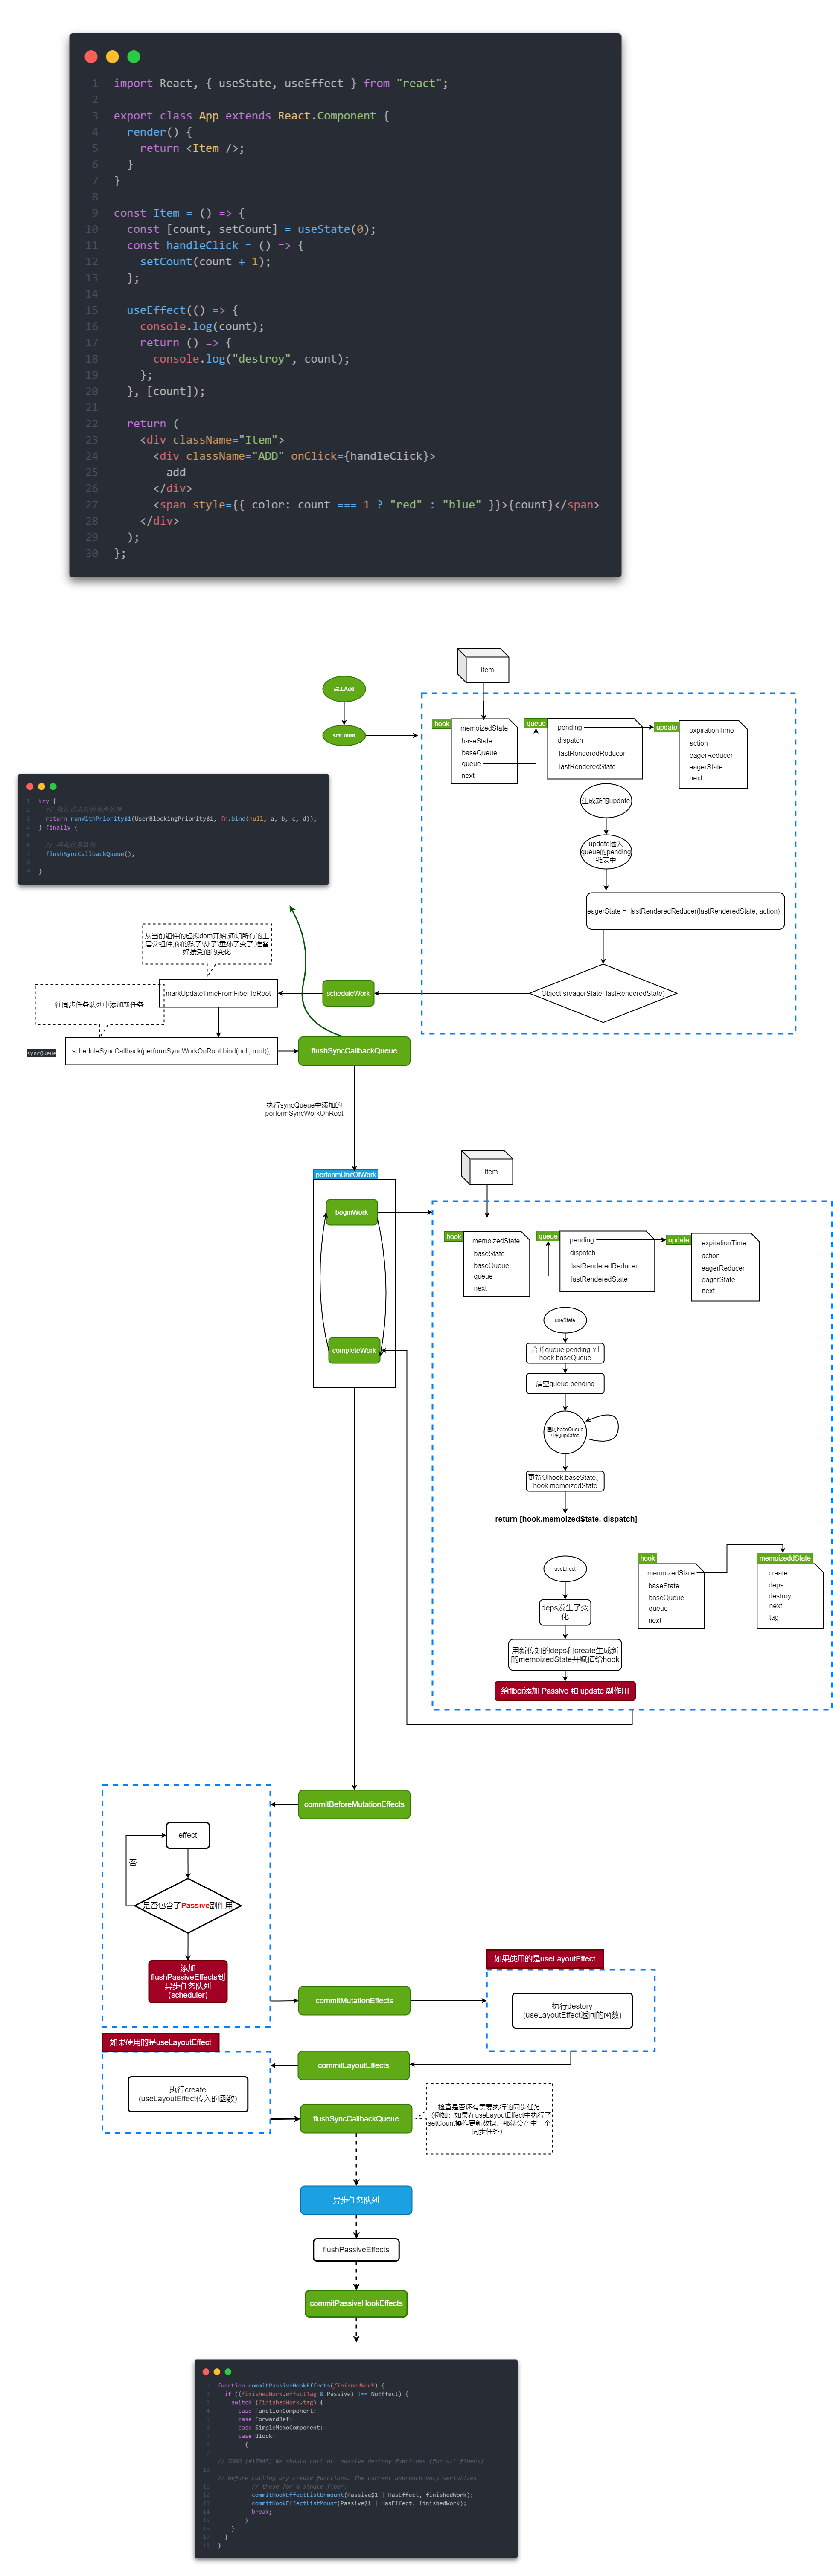 1 import React, { useState, useEffect } from "react";
2
3 export class App extends React.Component {
4 render() {
5 return <Item />;
6 }
7 }
8
9 const Item = () => {
10 const [count, setCount] = useState(0);
11 const handleClick = () => {
12 setCount(count + 1);
13 };
14
15 useEffect(() => {
16 console.log(count);
17 return () => {
18 console.log("destroy", count);
19 };
20 }, [count]);
21
22 return (
23 <div className="Item">
24 <div className="ADD" onClick={handleClick}>
25 add
26 </div>
27 <span style={{ color: count === 1 ? "red" : "blue" }}>{count}</span>
28 </div>
29 );
30 };
Item
点击Add
setCount
hook
memoizedState
baseState
baseQueue
queue
next
queue
pending
dispatch
lastRenderedReducer
lastRenderedState
update
expirationTime
action
eagerReducer
eagerState
next
生成新的update
update插入
queue的pending
链表中
eagerState = lastRenderedReducer(lastRenderedState, action)
ObjectIs(eagerState, lastRenderedState)
1 try {
2 // 执行点击后的事件处理
3 return runWithPriority$1(UserBlockingPriority$1, fn.bind(null, a, b, c, d));
4 } finally {
5
6 //
7 flushSyncCallbackQueue();
8
9 }
从当前组件的虚拟dom开始,通知所有的上
层父组件,你的孩子\孙子\重孙子变了,准备
好接受他的变化
往同步任务队列中添加新任务
markUpdateTimeFromFiberToRoot
scheduleWork
syncQueue
scheduleSyncCallback(performSyncWorkOnRoot.bind(null, root));
flushSyncCallbackQueue
执行syncQueue中添加的
performSyncWorkOnRoot
performUnitOfWork
beginWork
completeWork
Item
hook
memoizedState
baseState
baseQueue
queue
next
queue
pending
dispatch
lastRenderedReducer
lastRenderedState
update
expirationTime
action
eagerReducer
eagerState
next
useState
合并queue.pending 到
hook.baseQueue
清空queue.pending
遍历baseQueue
中的updates
更新到hook.baseState,
hook.memoizedState
return [hook.memoizedState, dispatch]
useEffect
deps发生了变
化
用新传如的deps和create生成新
的memoizedState并赋值给hook
给fiber添加 Passive 和 update 副作用
hook
memoizedState
baseState
baseQueue
queue
next
memoizeddState
create
deps
destroy
next
tag
commitBeforeMutationEffects
effect
否
是否包含了Passive副作用
添加
flushPassiveEffects到
异步任务队列
(scheduler)
commitMutationEffects
如果使用的是useLayoutEffect
执行destory
(useLayoutEffect返回的函数)
commitLayoutEffects
如果使用的是useLayoutEffect
执行create
(useLayoutEffect传入的函数)
flushSyncCallbackQueue
检查是否还有需要执行的同步任务
(例如：如果在useLayoutEffect中执行了
setCount操作更新数据，那就会产生一个
同步任务)
异步任务队列
flushPassiveEffects
commitPassiveHookEffects
1 function commitPassiveHookEffects(finishedWork) {
2 if ((finishedWork.effectTag & Passive) !== NoEffect) {
3 switch (finishedWork.tag) {
4 case FunctionComponent:
5 case ForwardRef:
6 case SimpleMemoComponent:
7 case Block:
8 {
9
// TODO (#17945) We should call all passive destroy functions (for all fibers)
10
// before calling any create functions. The current approach only serializes
11 // these for a single fiber.
12 commitHookEffectListUnmount(Passive$1 | HasEffect, finishedWork);
13 commitHookEffectListMount(Passive$1 | HasEffect, finishedWork);
14 break;
15 }
16 }
17 }
18 }